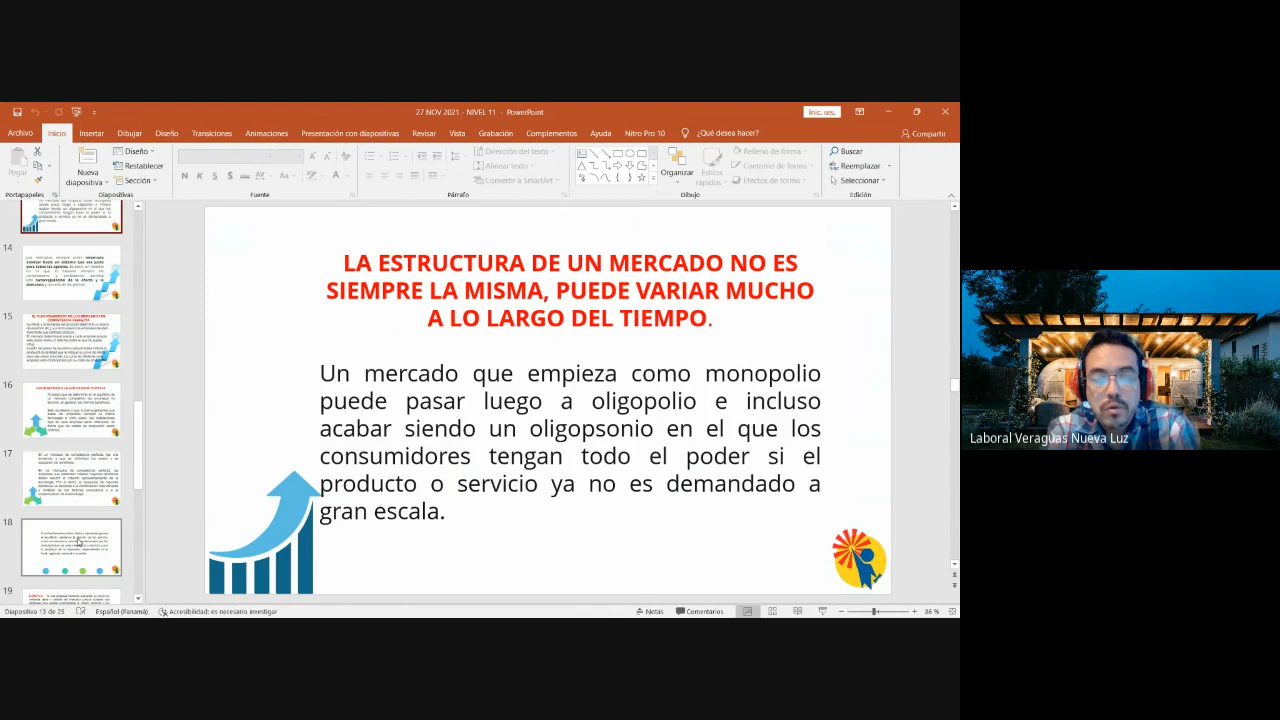 27 NOV 2021 - NIVEL 11 - PowerPoint
Inic. ses.
Archivo Inicio Insertar Dibujar Diseño Transiciones Animaciones Presentación con diapositivas Revisar Vista Grabación Complementos Ayuda Nitro Pro 10 ¿Qué desea hacer? Compartir
Pegar
Portapapeles
Nueva diapositiva
Diseño
Restablecer
Sección
Diapositivas
Fuente
Dirección del texto
Alinear texto
Convertir a SmartArt
Párrafo
Organizar
Estilos rápidos
Relleno de forma
Contorno de forma
Efectos de forma
Dibujo
Buscar
Reemplazar
Seleccionar
Edición
14
15
16
17
18
19
LA ESTRUCTURA DE UN MERCADO NO ES
SIEMPRE LA MISMA, PUEDE VARIAR MUCHO
A LO LARGO DEL TIEMPO.
Un mercado que empieza como monopolio
puede pasar luego a oligopolio e incluso
acabar siendo un oligopsonio en el que los
consumidores tengan todo el poder si el
producto o servicio ya no es demandado a
gran escala.
Laboral Veraguas Nueva Luz
Diapositiva 13 de 25 Español (Panamá) Accesibilidad: es necesario investigar Notas Comentarios 86 %